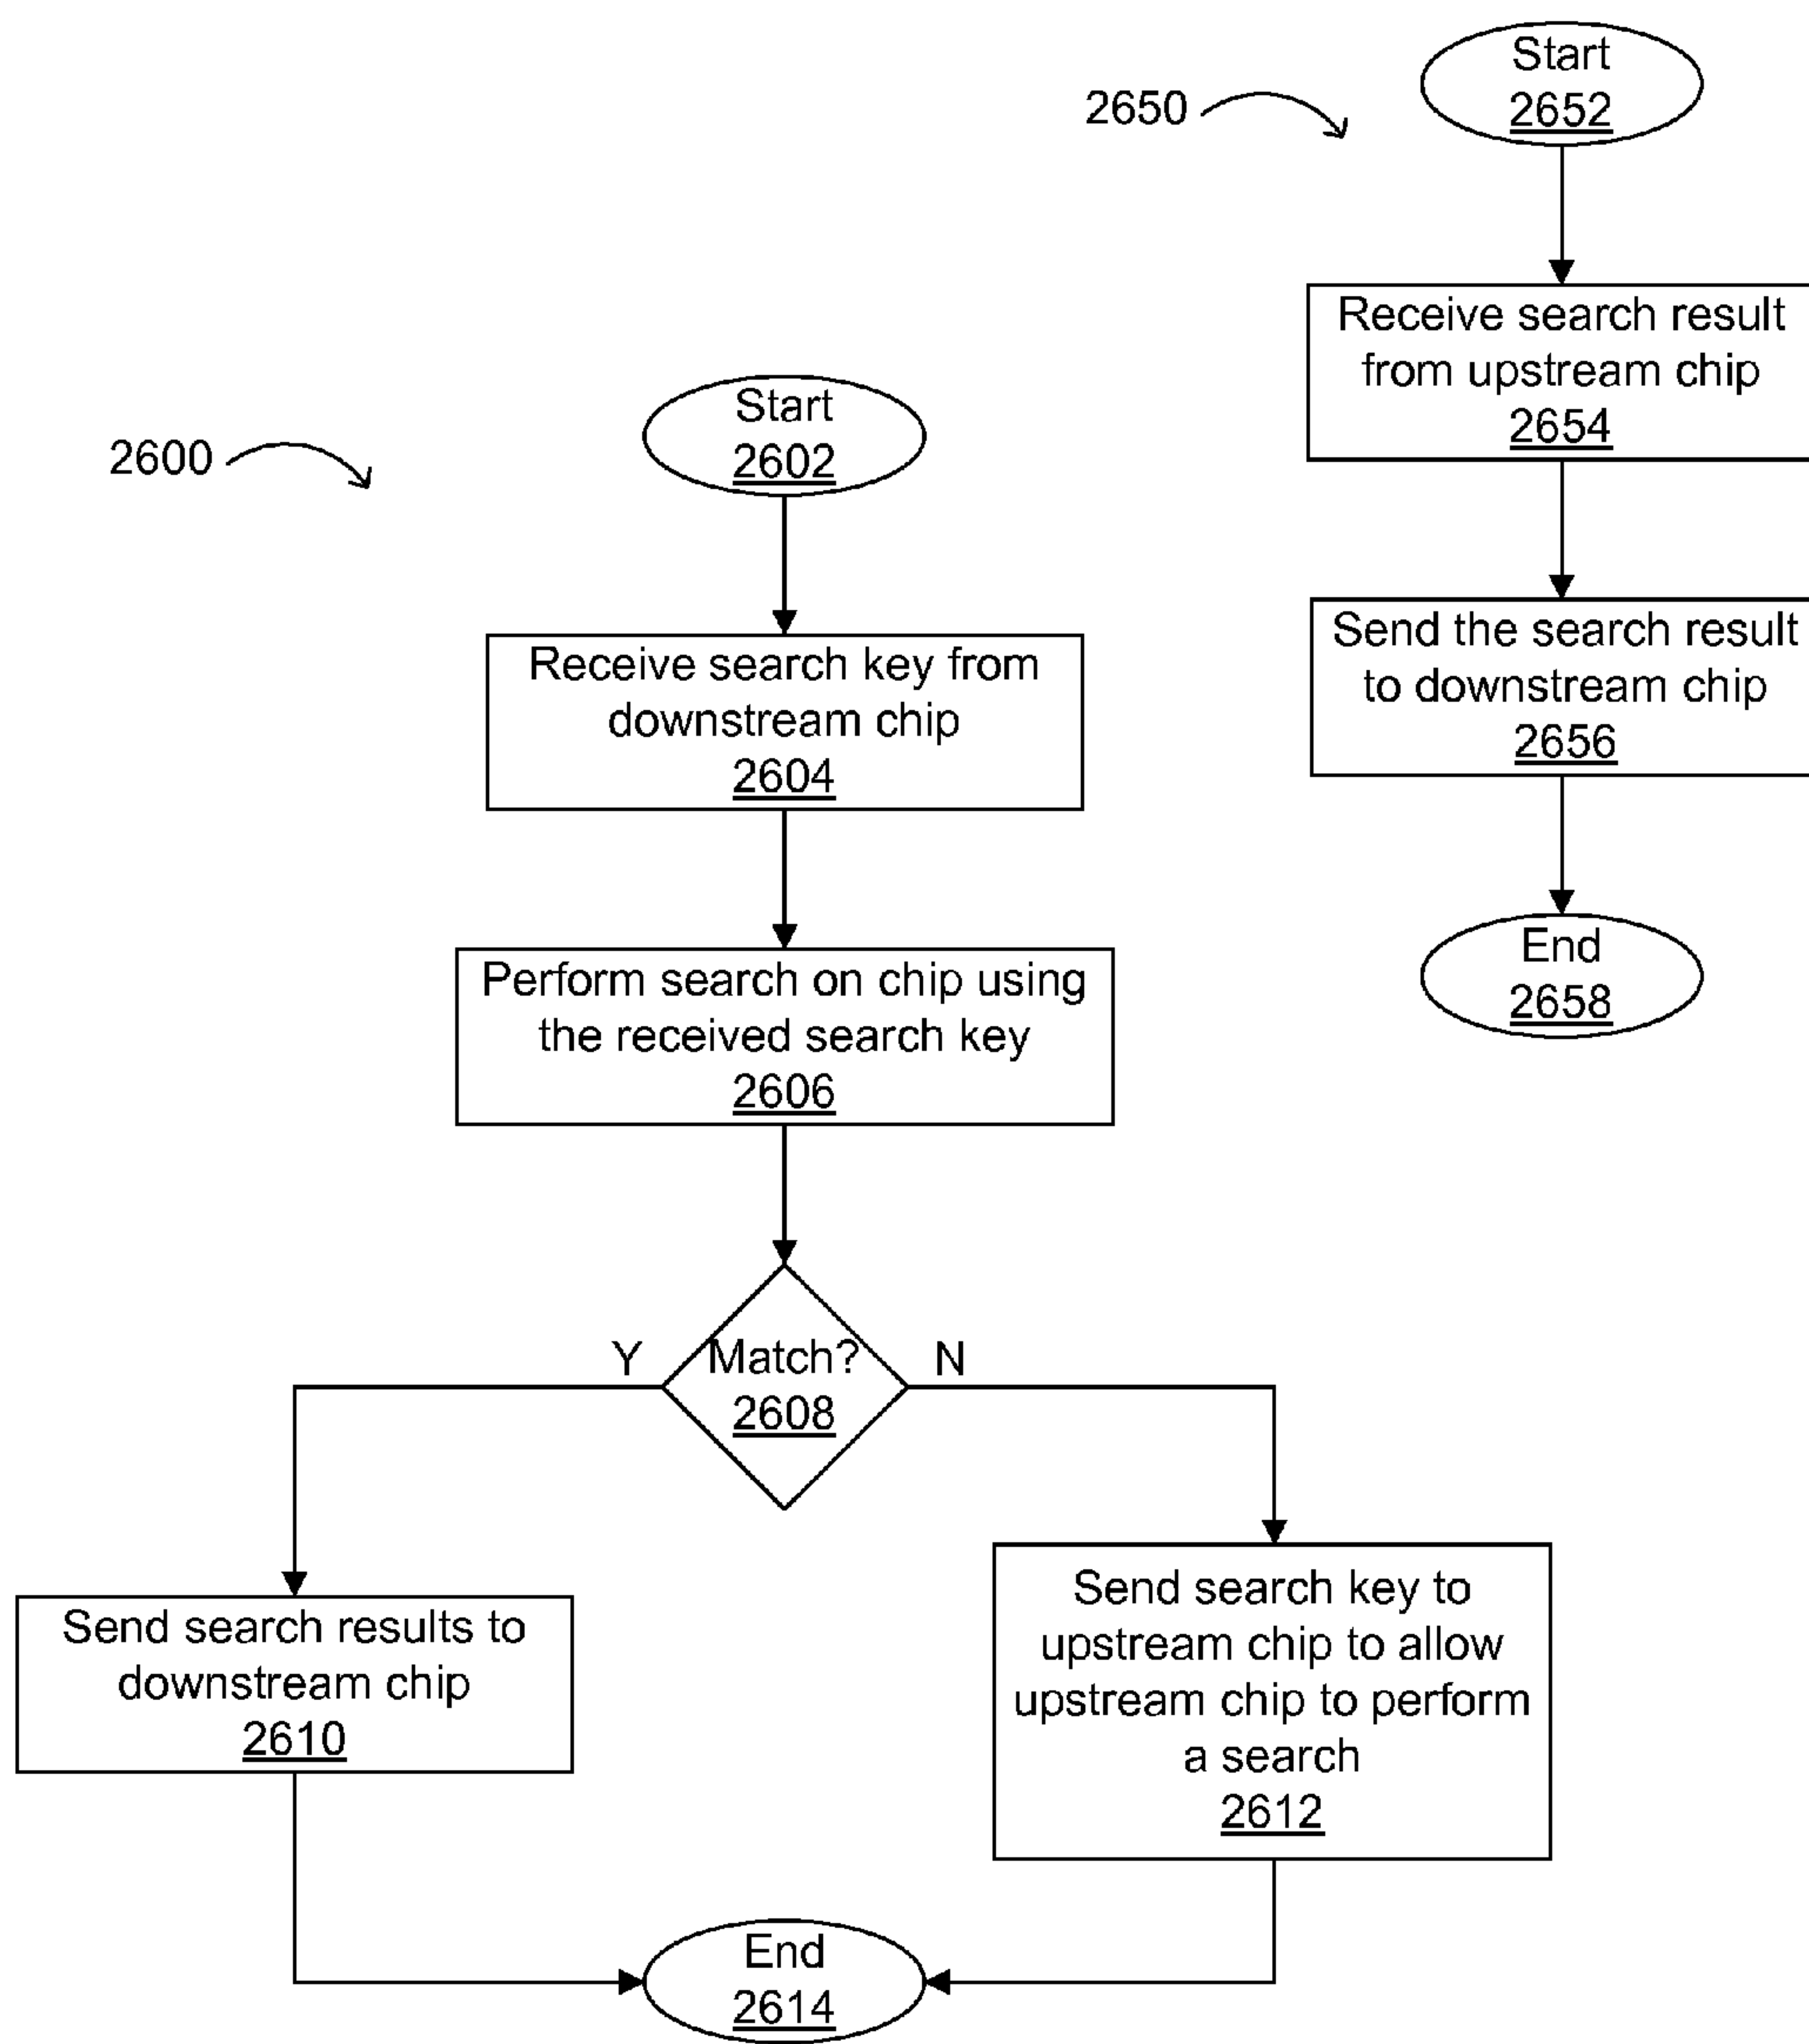 2600
Start
2602
Receive search key from
downstream chip
2604
Perform search on chip using
the received search key
2606
Match?
2608
Y
N
Send search results to
downstream chip
2610
Send search key to
upstream chip to allow
upstream chip to perform
a search
2612
End
2614
2650
Start
2652
Receive search result
from upstream chip
2654
Send the search result
to downstream chip
2656
End
2658